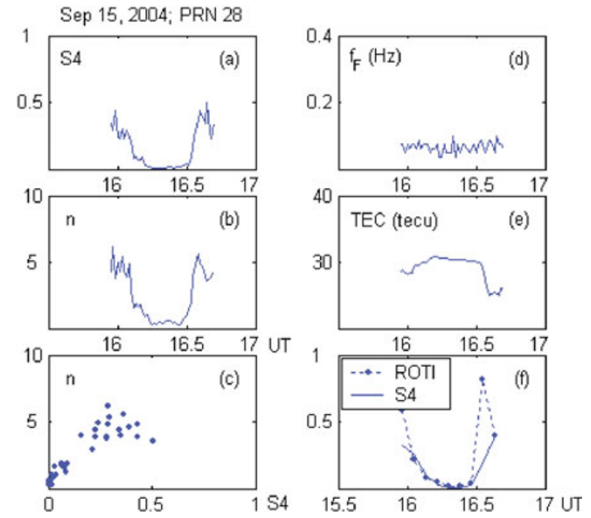 Sep 15, 2004; PRN 28
1
S4
(a)
0.5
16
16.5
17
0.4
f_F (Hz)
(d)
0.2
16
16.5
17
10
n
(b)
5
16
16.5
17
UT
40
TEC (tecu)
(e)
30
16
16.5
17
10
n
(c)
5
0
0.5
1
S4
1
ROTI
S4
(f)
0.5
15.5
16
16.5
17
UT